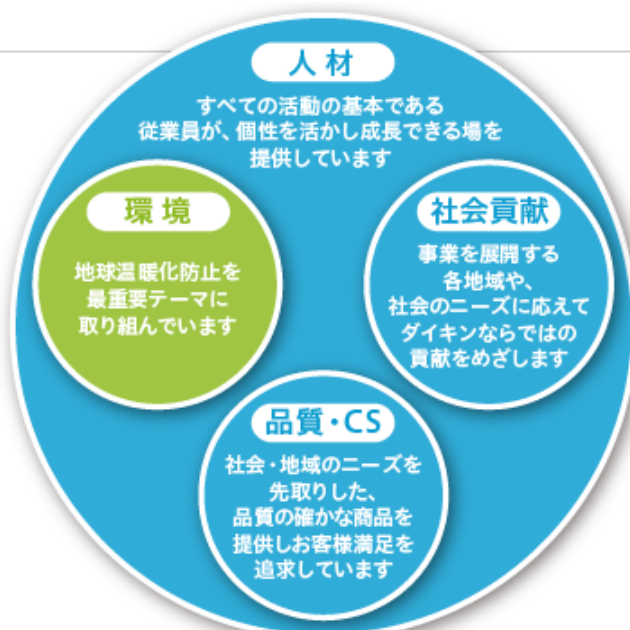 人材
すべての活動の基本である
従業員が、個性を活かし成長できる場を
提供しています
環境
地球温暖化防止を
最重要テーマに
取り組んでいます
社会貢献
事業を展開する
各地域や、
社会のニーズに応えて
ダイキンならではの
貢献をめざします
品質・CS
社会・地域のニーズを
先取りした、
品質の確かな商品を
提供しお客様満足を
追求しています